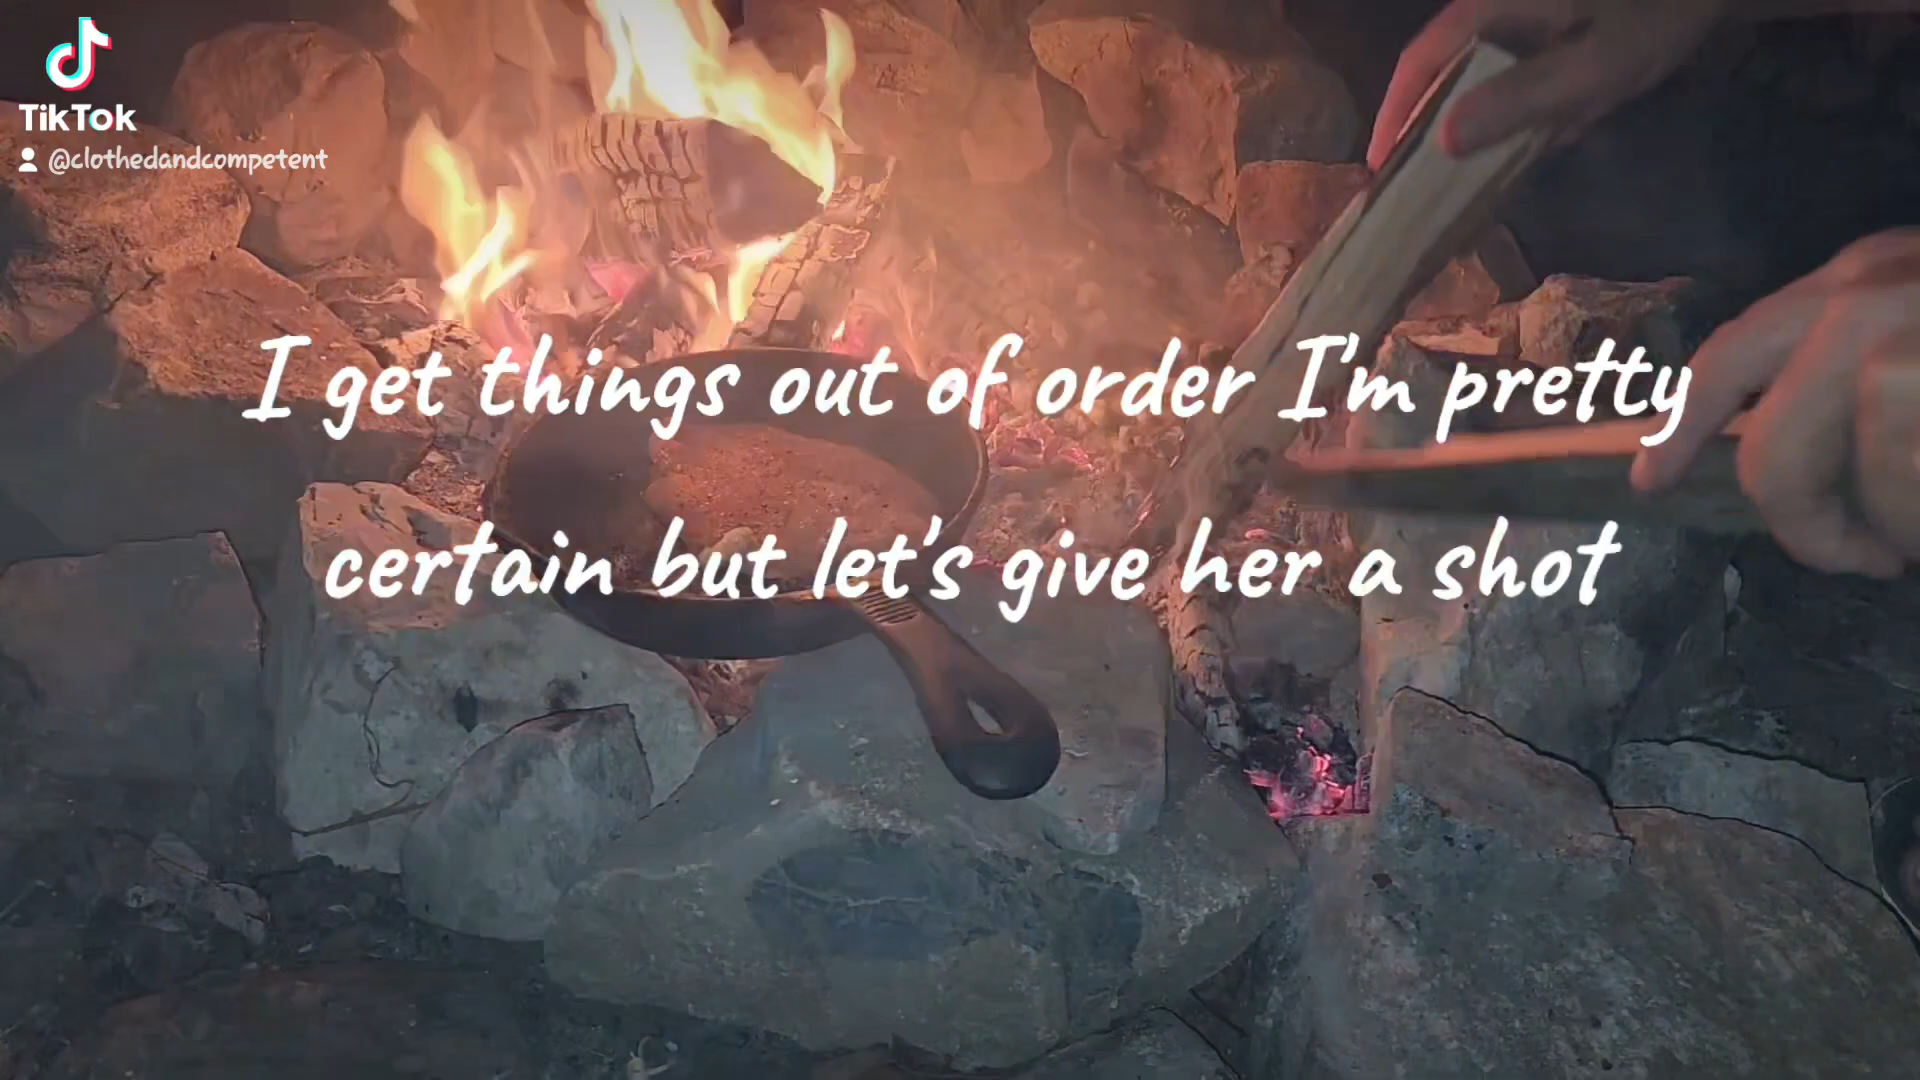 TikTok
@clothedandcompetent
I get things out of order I'm pretty
certain but let's give her a shot